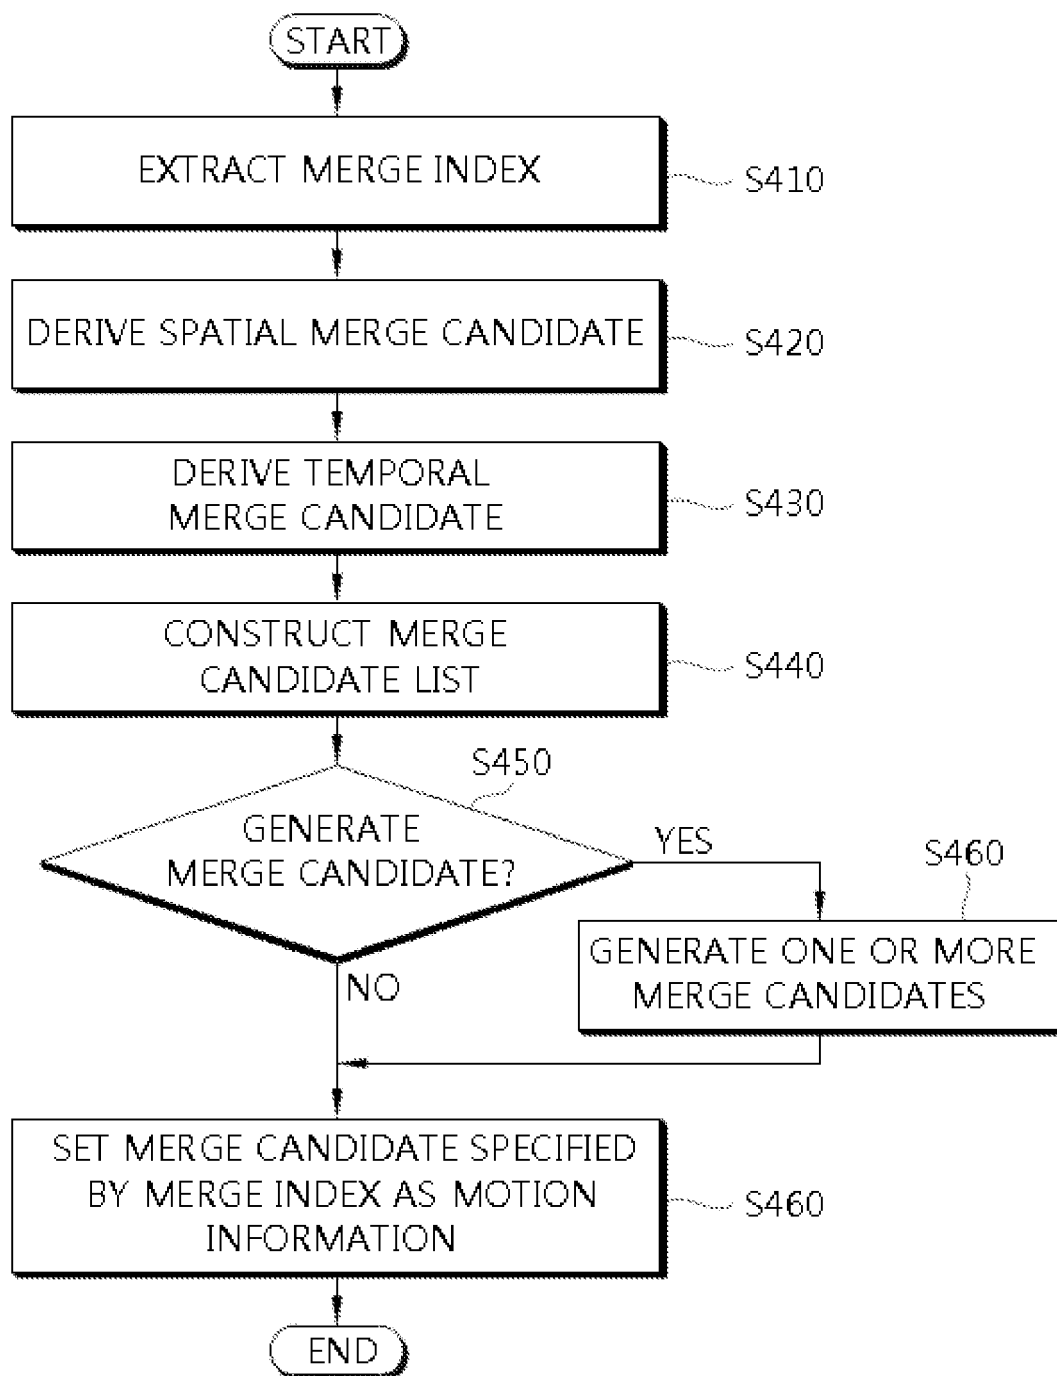 START
EXTRACT MERGE INDEX
S410
DERIVE SPATIAL MERGE CANDIDATE
S420
DERIVE TEMPORAL
MERGE CANDIDATE
S430
CONSTRUCT MERGE
CANDIDATE LIST
S440
S450
GENERATE
MERGE CANDIDATE?
YES
S460
GENERATE ONE OR MORE
MERGE CANDIDATES
NO
SET MERGE CANDIDATE SPECIFIED
BY MERGE INDEX AS MOTION
INFORMATION
S460
END